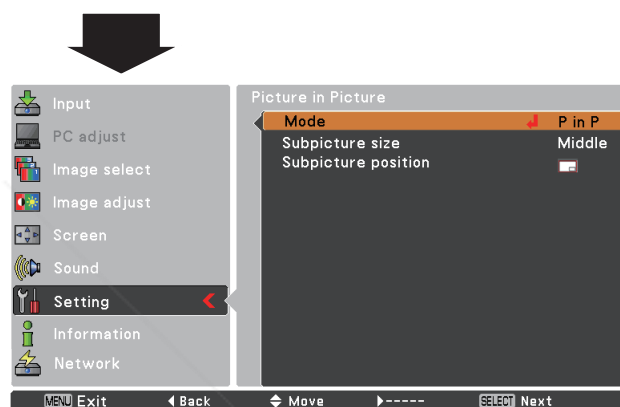 Input
PC adjust
Image select
Image adjust
Screen
Sound
Setting
Information
Network
Picture in Picture
Mode P in P
Subpicture size Middle
Subpicture position
MENU Exit Back Move ----- SELECT Next